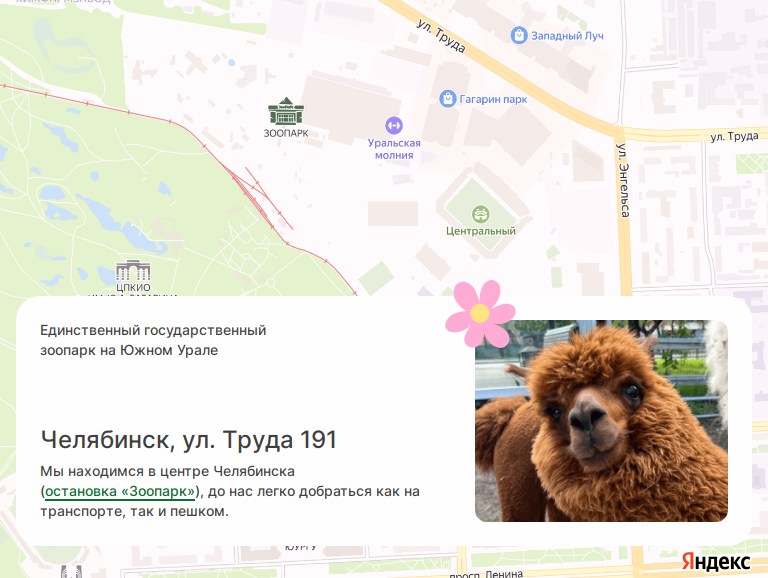 ул. Труда
Западный Луч
Гагарин парк
ЗООПАРК
Уральская
молния
ул. Труда
ул. Энгельса
Центральный
ЦПКИО
Единственный государственный
зоопарк на Южном Урале
Челябинск, ул. Труда 191
Мы находимся в центре Челябинска
(остановка «Зоопарк»), до нас легко добраться как на
транспорте, так и пешком.
ЮУрГУ
просп. Ленина
Яндекс